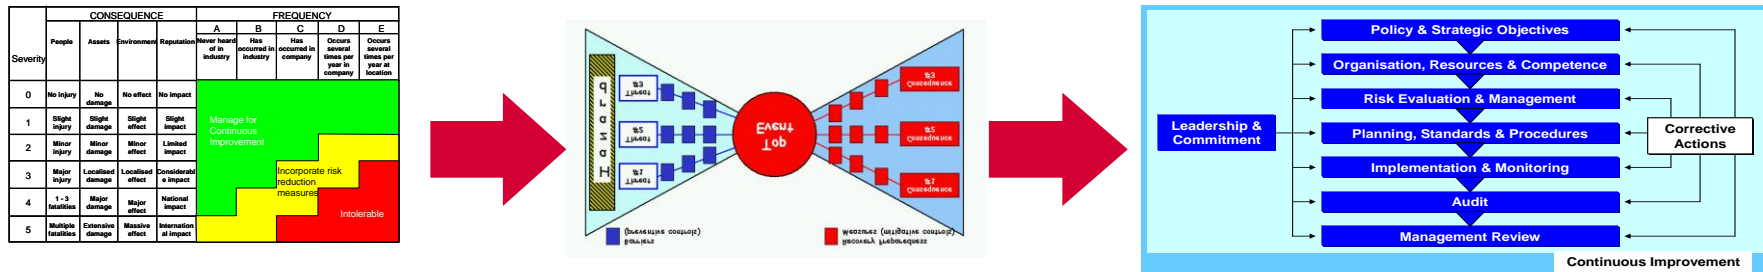 CONSEQUENCE FREQUENCY
Severity People Assets Environment Reputation
A B C D E
Never heard of in industry
Has occurred in industry
Has occurred in company
Occurs several times per year in company
Occurs several times per year at location
0 No injury No damage No effect No impact
1 Slight injury Slight damage Slight effect Slight impact
2 Minor injury Minor damage Minor effect Limited impact
3 Major injury Localised damage Localised effect Considerable impact
4 1 - 3 fatalities Major damage Major effect National impact
5 Multiple fatalities Extensive damage Massive effect International impact
Manage for
Continuous
Improvement
Incorporate risk
reduction
measures
Intolerable
Hazard
Threat
#3
Threat
#2
Threat
#1
Top
Event
Consequence
#3
Consequence
#2
Consequence
#1
Barriers
(preventive controls)
Recovery Preparedness
Measures (mitigative controls)
Leadership &
Commitment
Policy & Strategic Objectives
Organisation, Resources & Competence
Risk Evaluation & Management
Planning, Standards & Procedures
Implementation & Monitoring
Audit
Management Review
Corrective
Actions
Continuous Improvement